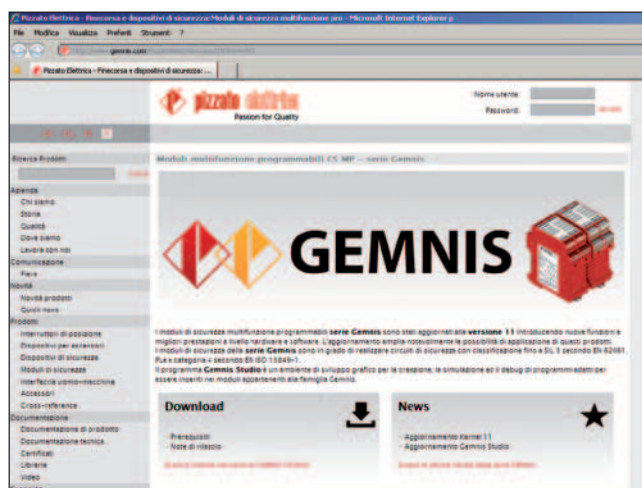 Pizzato Elettrica - Finecorsa e dispositivi di sicurezza: Moduli di sicurezza multifunzione pro - Microsoft Internet Explorer p
File Modifica Visualizza Preferiti Strumenti ?
www.gemnis.com
Pizzato Elettrica - Finecorsa e dispositivi di sicurezza: ...
pizzato elettrica
Passion for Quality
Nome utente:
Password:
Ricerca Prodotti
Moduli multifunzione programmabili CS MP - serie Gemnis
Azienda
Chi siamo
Storia
Qualità
Dove siamo
Lavora con noi
Comunicazione
Fiere
Novità
Novità prodotti
Quick news
Prodotti
Interruttori di posizione
Dispositivi per ascensori
Dispositivi di sicurezza
Moduli di sicurezza
Interfaccia uomo-macchina
Accessori
Cross-reference
Documentazione
Documentazione di prodotto
Documentazione tecnica
Certificati
Librerie
Video
GEMNIS
I moduli di sicurezza multifunzione programmabili serie Gemnis sono stati aggiornati alla versione 11 introducendo nuove funzioni e
migliori prestazioni a livello hardware e software. L'aggiornamento amplia notevolmente le possibilità di applicazione di questi prodotti.
I moduli di sicurezza della serie Gemnis sono in grado di realizzare circuiti di sicurezza con classificazione fino a SIL 3 secondo EN 62061,
PLe e categoria 4 secondo EN ISO 13849-1.
Il programma Gemnis Studio è un ambiente di sviluppo grafico per la creazione, la simulazione ed il debug di programmi adatti per
essere inseriti nei moduli appartenenti alla famiglia Gemnis.
Download
- Prerequisiti
- Note di rilascio
News
- Aggiornamento Kernel 11
- Aggiornamento Gemnis Studio